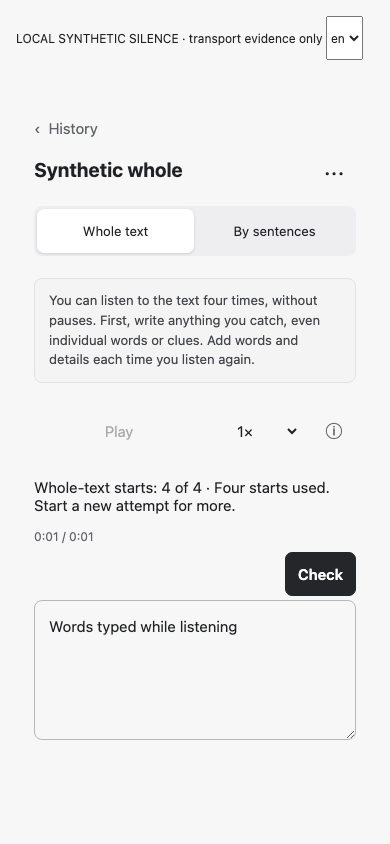 LOCAL SYNTHETIC SILENCE · transport evidence only en
‹ History
Synthetic whole
...
Whole text By sentences
You can listen to the text four times, without
pauses. First, write anything you catch, even
individual words or clues. Add words and
details each time you listen again.
Play 1× ⓘ
Whole-text starts: 4 of 4 · Four starts used.
Start a new attempt for more.
0:01 / 0:01
Check
Words typed while listening